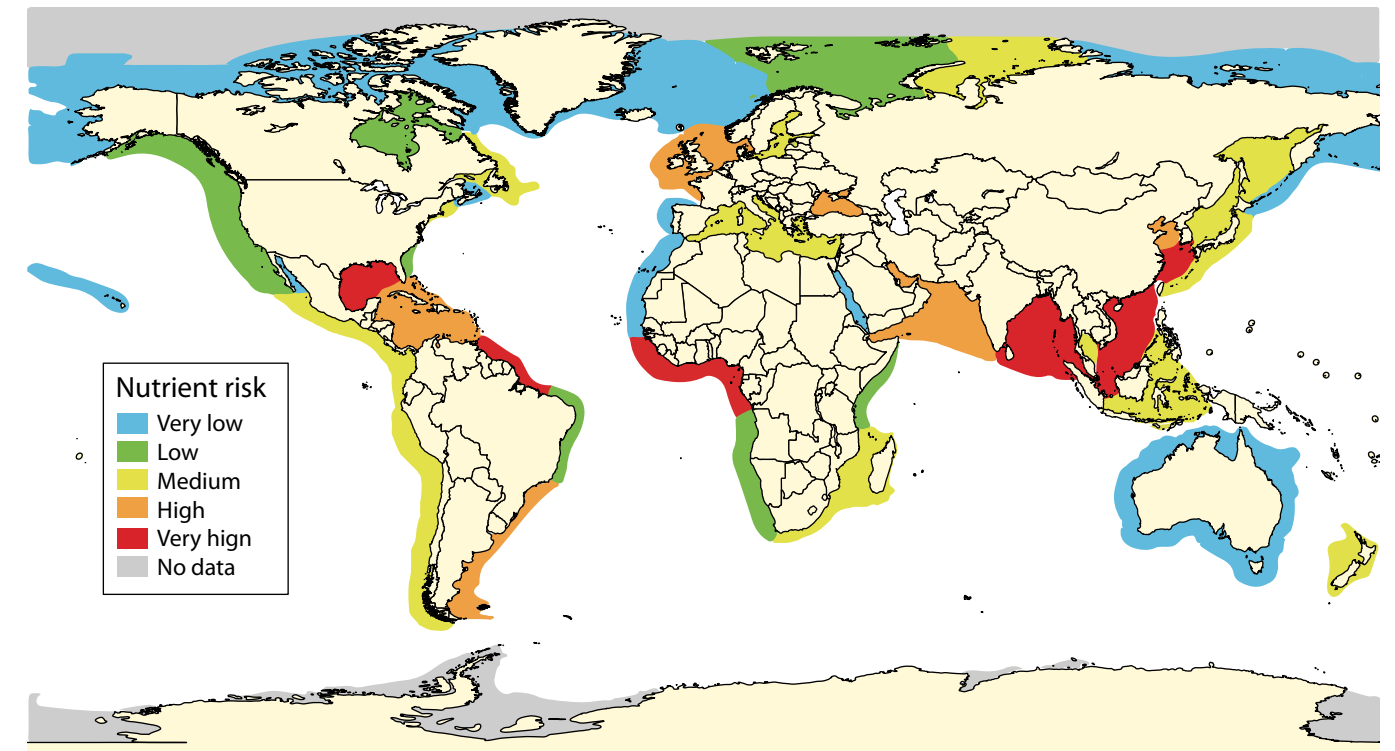 Nutrient risk
Very low
Low
Medium
High
Very hign
No data